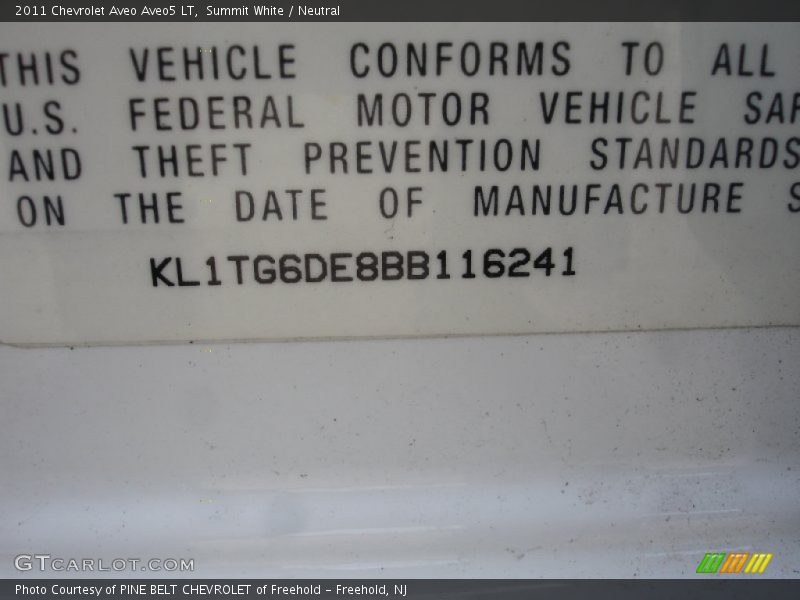 2011 Chevrolet Aveo Aveo5 LT, Summit White / Neutral
THIS VEHICLE CONFORMS TO ALL
U.S. FEDERAL MOTOR VEHICLE SAF
AND THEFT PREVENTION STANDARDS
ON THE DATE OF MANUFACTURE S
KL1TG6DE8BB116241
GTCARLOT.COM
Photo Courtesy of PINE BELT CHEVROLET of Freehold - Freehold, NJ